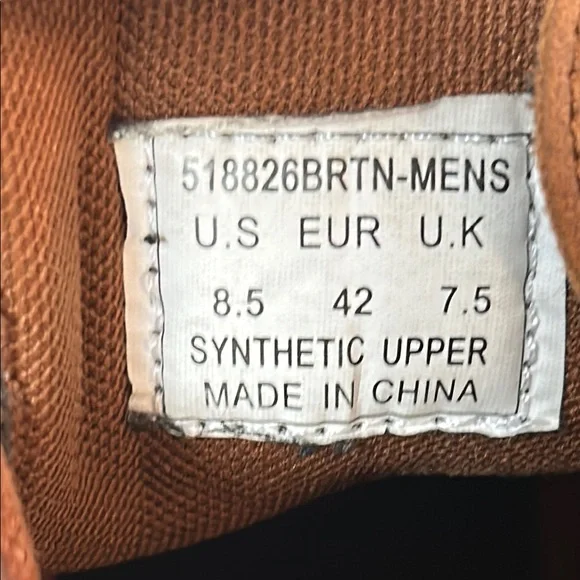 518826BRTN-MENS
U.S EUR U.K
8.5 42 7.5
SYNTHETIC UPPER
MADE IN CHINA